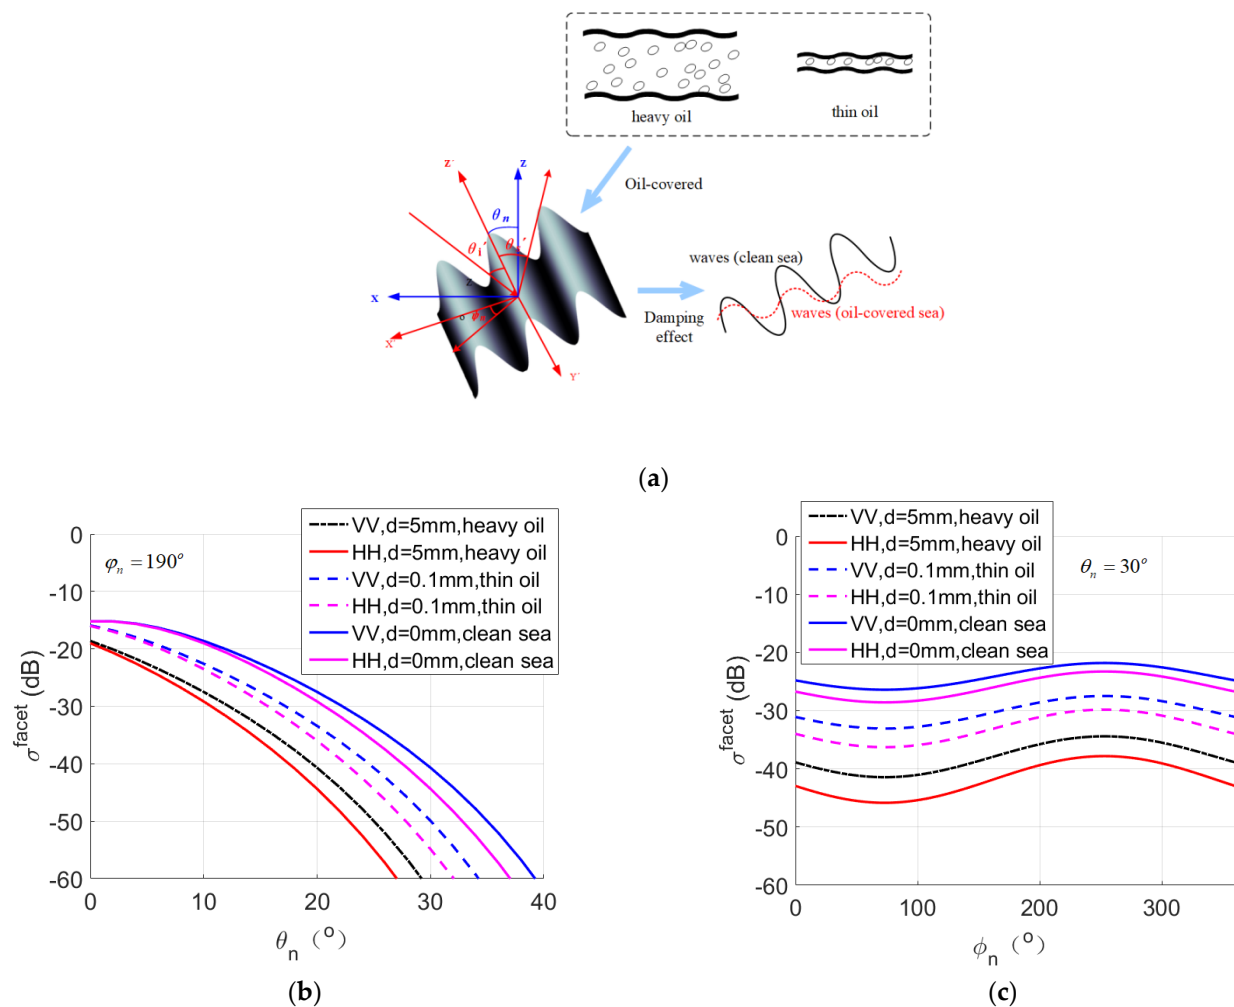 heavy oil
thin oil
Oil-covered
z´
z
θn
θi´
θ
z
x
o
X´
Y´
waves (clean sea)
waves (oil-covered sea)
Damping
effect
(a)
VV,d=5mm,heavy oil
HH,d=5mm,heavy oil
VV,d=0.1mm,thin oil
HH,d=0.1mm,thin oil
VV,d=0mm,clean sea
HH,d=0mm,clean sea
φn = 190°
0
-10
-20
-30
-40
-50
-60
σfacet (dB)
0 10 20 30 40
θn (°)
(b)
VV,d=5mm,heavy oil
HH,d=5mm,heavy oil
VV,d=0.1mm,thin oil
HH,d=0.1mm,thin oil
VV,d=0mm,clean sea
HH,d=0mm,clean sea
θn = 30°
0
-10
-20
-30
-40
-50
-60
σfacet (dB)
0 100 200 300
ϕn (°)
(c)